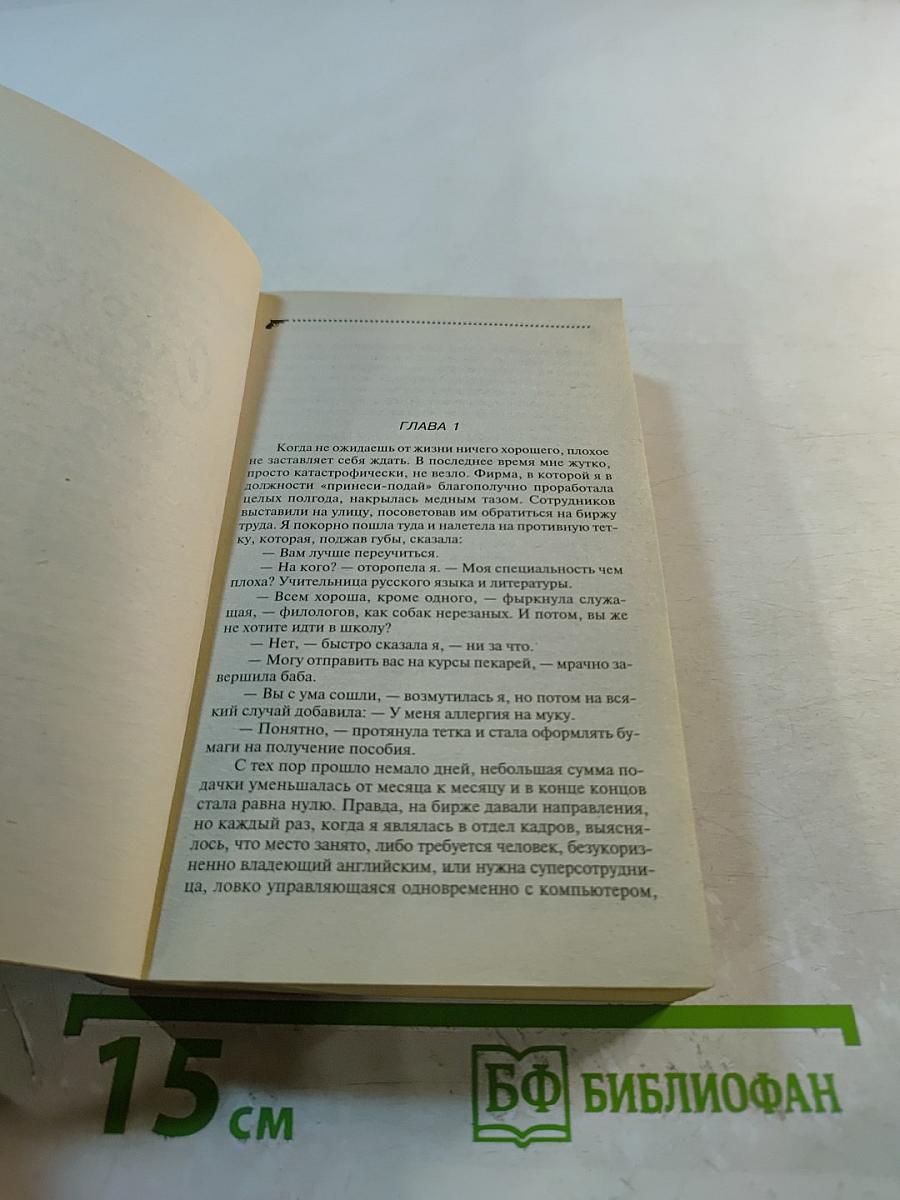 ГЛАВА 1
Когда не ожидаешь от жизни ничего хорошего, плохое
не заставляет себя ждать. В последнее время мне жутко,
просто катастрофически, не везло. Фирма, в которой я в
должности «принеси-подай» благополучно проработала
целых полгода, накрылась медным тазом. Сотрудников
выставили на улицу, посоветовав им обратиться на биржу
труда. Я покорно пошла туда и налетела на противную тет-
ку, которая, поджав губы, сказала:
— Вам лучше переучиться.
— На кого? — оторопела я. — Моя специальность чем
плоха? Учительница русского языка и литературы.
— Всем хороша, кроме одного, — фыркнула служа-
щая, — филологов, как собак нерезаных. И потом, вы же
не хотите идти в школу?
— Нет, — быстро сказала я, — ни за что.
— Могу отправить вас на курсы пекарей, — мрачно за-
вершила баба.
— Вы с ума сошли, — возмутилась я, но потом на вся-
кий случай добавила: — У меня аллергия на муку.
— Понятно, — протянула тетка и стала оформлять бу-
маги на получение пособия.
С тех пор прошло немало дней, небольшая сумма по-
дачки уменьшалась от месяца к месяцу и в конце концов
стала равна нулю. Правда, на бирже давали направления,
но каждый раз, когда я являлась в отдел кадров, выясня-
лось, что место занято, либо требуется человек, безукориз-
ненно владеющий английским, или нужна суперсотрудни-
ца, ловко управляющаяся одновременно с компьютером,
15 см
БФ БИБЛИОФАН